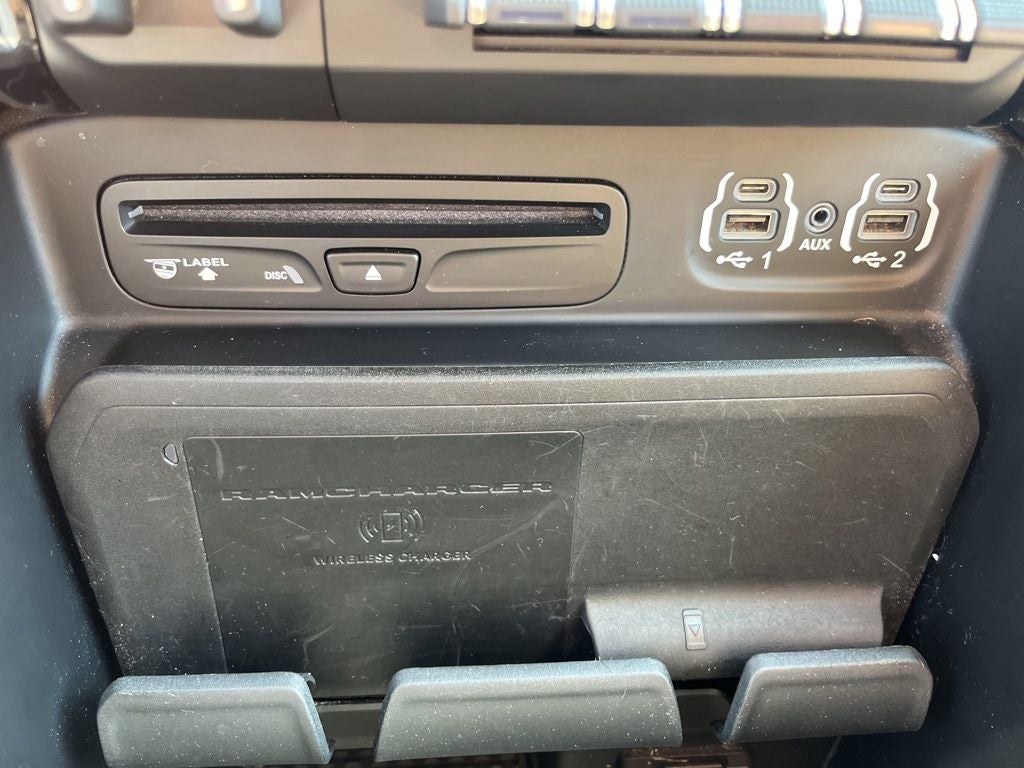 LABEL
DISC
1
AUX
2
RAMCHARGER
WIRELESS CHARGER